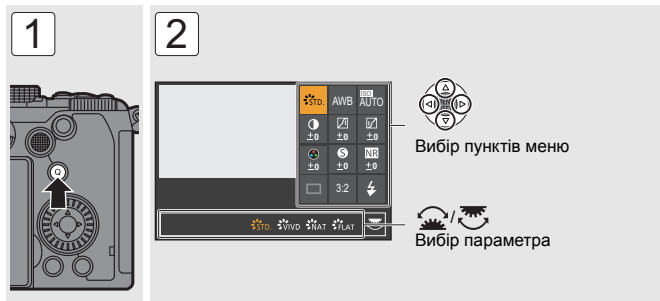 1
2
Q
STD. AWB ISO AUTO
±0 ±0 ±0
S NR
±0 ±0 ±0
3:2
STD. VIVD NAT FLAT
Вибір пунктів меню
/
Вибір параметра